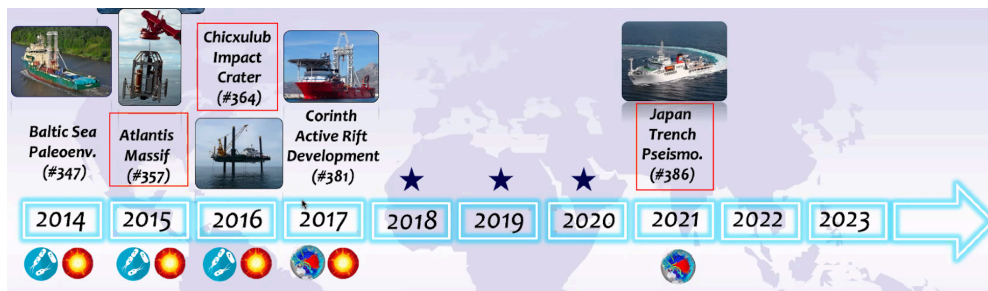 Baltic Sea
Paleoenv.
(#347)
Atlantis
Massif
(#357)
Chicxulub
Impact
Crater
(#364)
Corinth
Active Rift
Development
(#381)
Japan
Trench
Pseismo.
(#386)
2014
2015
2016
2017
2018
2019
2020
2021
2022
2023